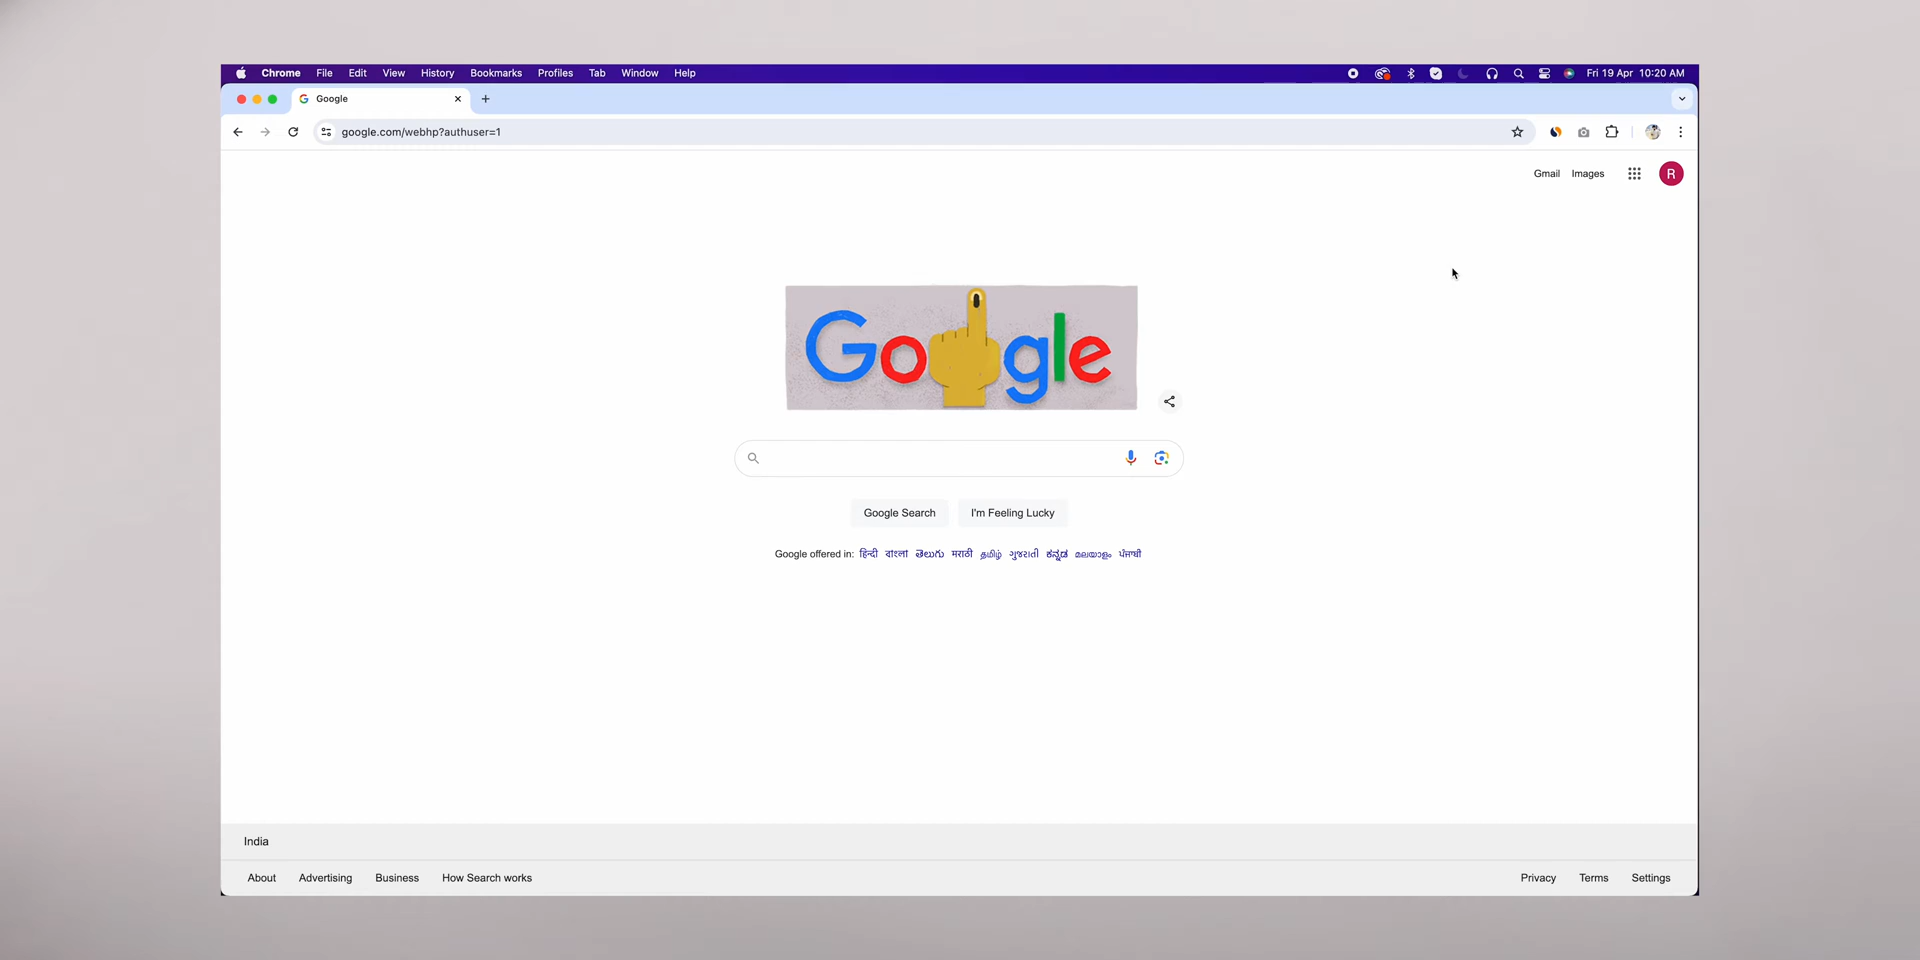 Chrome File Edit View History Bookmarks Profiles Tab Window Help Fri 19 Apr 10:20 AM
Google
google.com/webhp?authuser=1
Gmail Images R
Google
Google Search I'm Feeling Lucky
Google offered in: हिन्दी বাংলা తెలుగు मराठी தமிழ் ગુજરાતી ಕನ್ನಡ മലയാളം ਪੰਜਾਬੀ
India
About Advertising Business How Search works Privacy Terms Settings